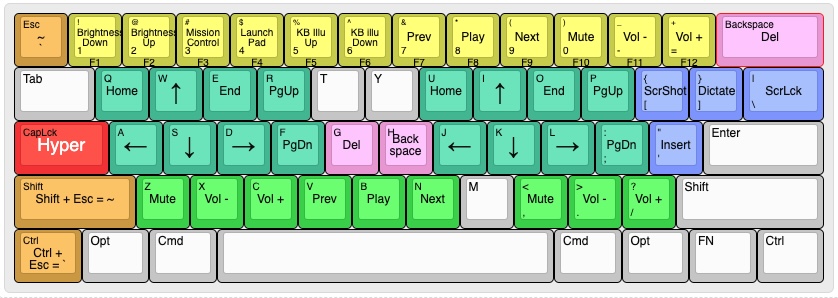 Esc
~
`
!
Brightness
Down
1
F1
@
Brightness
Up
2
F2
#
Mission
Control
3
F3
$
Launch
Pad
4
F4
%
KB Illu
Up
5
F5
^
KB illu
Down
6
F6
&
Prev
7
F7
*
Play
8
F8
(
Next
9
F9
)
Mute
0
F10
_
Vol -
-
F11
+
Vol +
=
F12
Backspace
Del
Tab
Q
Home
W
↑
E
End
R
PgUp
T
Y
U
Home
I
↑
O
End
P
PgUp
{
ScrShot
[
}
Dictate
]
|
ScrLck
\
CapLck
Hyper
A
←
S
↓
D
→
F
PgDn
G
Del
H
Back
space
J
←
K
↓
L
→
:
PgDn
;
"
Insert
'
Enter
Shift
Shift + Esc = ~
Z
Mute
X
Vol -
C
Vol +
V
Prev
B
Play
N
Next
M
<
Mute
,
>
Vol -
.
?
Vol +
/
Shift
Ctrl
Ctrl +
Esc = `
Opt
Cmd
Cmd
Opt
FN
Ctrl